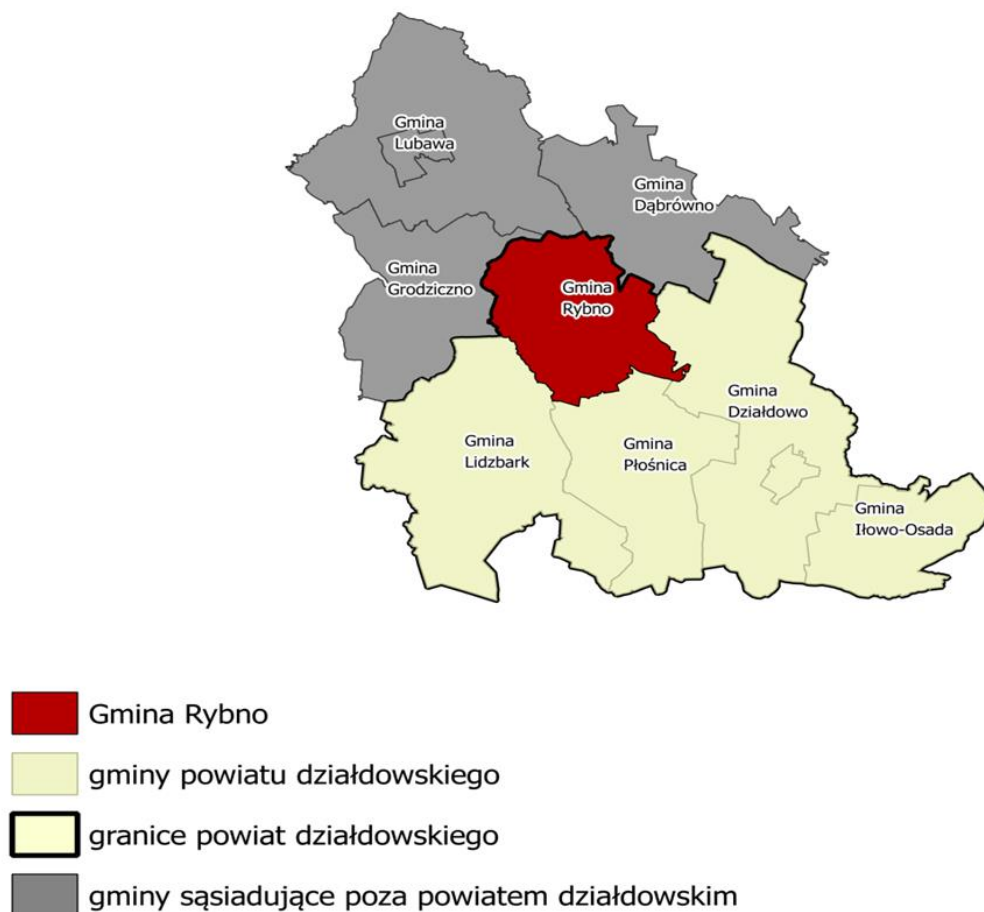 Gmina
Lubawa
Gmina
Dąbrówno
Gmina
Grodziczno
Gmina
Rybno
Gmina
Działdowo
Gmina
Lidzbark
Gmina
Płośnica
Gmina
Iłowo-Osada
Gmina Rybno
gminy powiatu działdowskiego
granice powiat działdowskiego
gminy sąsiadujące poza powiatem działdowskim